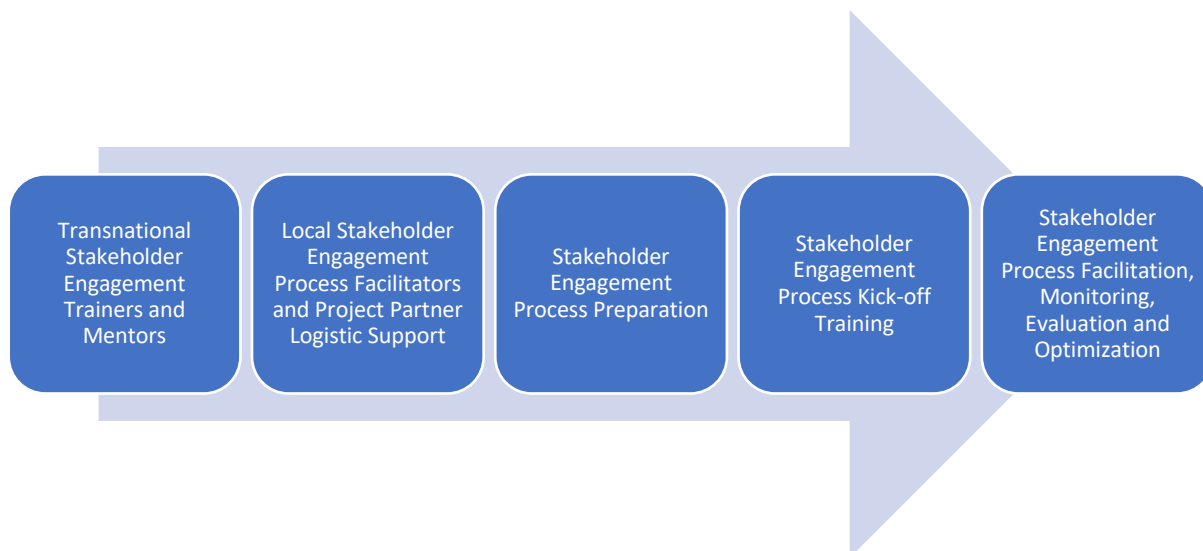 Transnational
Stakeholder
Engagement
Trainers and
Mentors
Local Stakeholder
Engagement
Process Facilitators
and Project Partner
Logistic Support
Stakeholder
Engagement
Process Preparation
Stakeholder
Engagement
Process Kick-off
Training
Stakeholder
Engagement
Process Facilitation,
Monitoring,
Evaluation and
Optimization